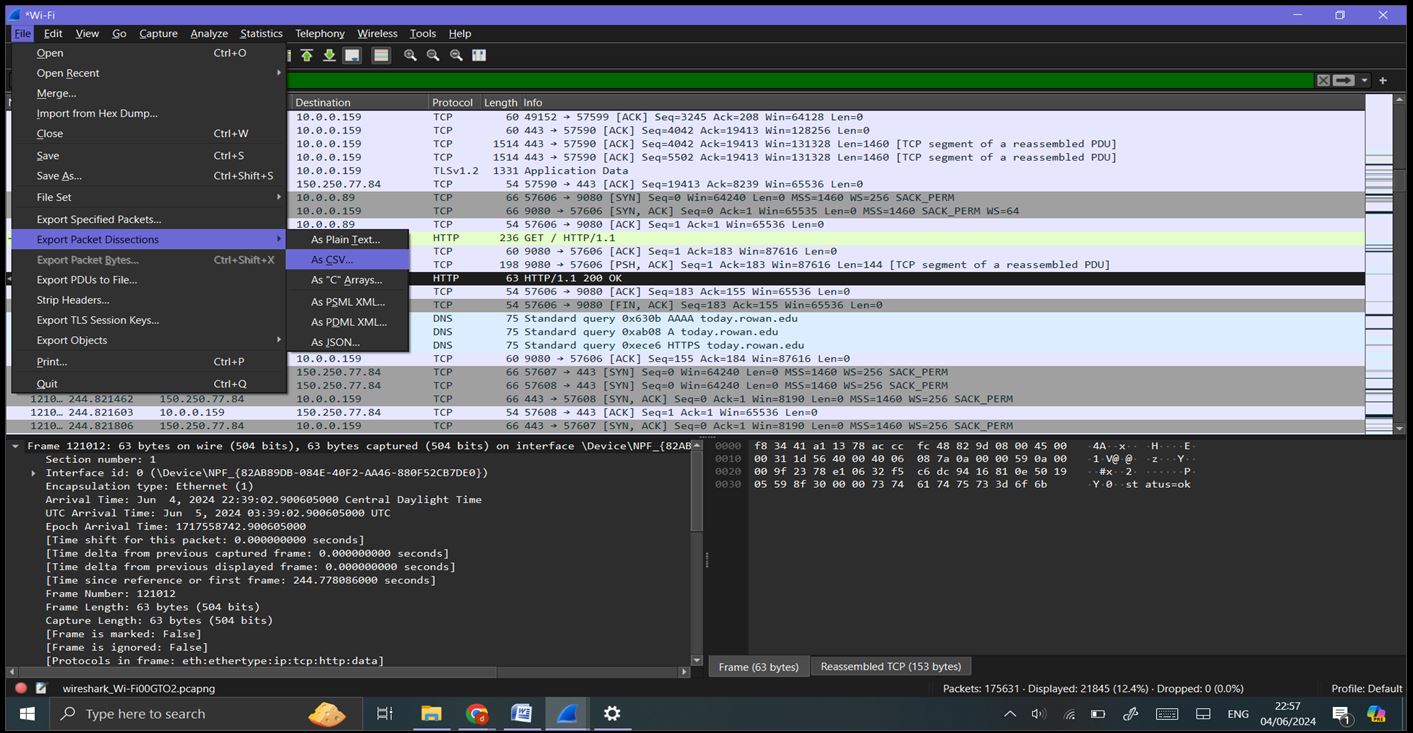 *Wi-Fi
File Edit View Go Capture Analyze Statistics Telephony Wireless Tools Help
Open Ctrl+O
Open Recent
Merge...
Import from Hex Dump...
Close Ctrl+W
Save Ctrl+S
Save As... Ctrl+Shift+S
File Set
Export Specified Packets...
Export Packet Dissections
Export Packet Bytes... Ctrl+Shift+X
Export PDUs to File...
Strip Headers...
Export TLS Session Keys...
Export Objects
Print... Ctrl+P
Quit Ctrl+Q
As Plain Text...
As CSV...
As "C" Arrays...
As PSML XML...
As PDML XML...
As JSON...
Destination Protocol Length Info
10.0.0.159 TCP 60 49152 → 57599 [ACK] Seq=3245 Ack=208 Win=64128 Len=0
10.0.0.159 TCP 60 443 → 57590 [ACK] Seq=4042 Ack=19413 Win=128256 Len=0
10.0.0.159 TCP 1514 443 → 57590 [ACK] Seq=4042 Ack=19413 Win=131328 Len=1460 [TCP segment of a reassembled PDU]
10.0.0.159 TCP 1514 443 → 57590 [ACK] Seq=5502 Ack=19413 Win=131328 Len=1460 [TCP segment of a reassembled PDU]
10.0.0.159 TLSv1.2 1331 Application Data
150.250.77.84 TCP 54 57590 → 443 [ACK] Seq=19413 Ack=8239 Win=65536 Len=0
10.0.0.89 TCP 66 57606 → 9080 [SYN] Seq=0 Win=64240 Len=0 MSS=1460 WS=256 SACK_PERM
10.0.0.159 TCP 66 9080 → 57606 [SYN, ACK] Seq=0 Ack=1 Win=65535 Len=0 MSS=1460 SACK_PERM WS=64
10.0.0.89 TCP 54 57606 → 9080 [ACK] Seq=1 Ack=1 Win=65536 Len=0
HTTP 236 GET / HTTP/1.1
TCP 60 9080 → 57606 [ACK] Seq=1 Ack=183 Win=87616 Len=0
TCP 198 9080 → 57606 [PSH, ACK] Seq=1 Ack=183 Win=87616 Len=144 [TCP segment of a reassembled PDU]
HTTP 63 HTTP/1.1 200 OK
TCP 54 57606 → 9080 [ACK] Seq=183 Ack=155 Win=65536 Len=0
TCP 54 57606 → 9080 [FIN, ACK] Seq=183 Ack=155 Win=65536 Len=0
DNS 75 Standard query 0x630b AAAA today.rowan.edu
DNS 75 Standard query 0xab08 A today.rowan.edu
DNS 75 Standard query 0xece6 HTTPS today.rowan.edu
10.0.0.159 TCP 60 9080 → 57606 [ACK] Seq=155 Ack=184 Win=87616 Len=0
150.250.77.84 TCP 66 57607 → 443 [SYN] Seq=0 Win=64240 Len=0 MSS=1460 WS=256 SACK_PERM
150.250.77.84 TCP 66 57608 → 443 [SYN] Seq=0 Win=64240 Len=0 MSS=1460 WS=256 SACK_PERM
1210… 244.821462 150.250.77.84 10.0.0.159 TCP 66 443 → 57608 [SYN, ACK] Seq=0 Ack=1 Win=8190 Len=0 MSS=1460 WS=256 SACK_PERM
1210… 244.821603 10.0.0.159 150.250.77.84 TCP 54 57608 → 443 [ACK] Seq=1 Ack=1 Win=65536 Len=0
1210… 244.821806 150.250.77.84 10.0.0.159 TCP 66 443 → 57607 [SYN, ACK] Seq=0 Ack=1 Win=8190 Len=0 MSS=1460 WS=256 SACK_PERM
Frame 121012: 63 bytes on wire (504 bits), 63 bytes captured (504 bits) on interface \Device\NPF_{82AB
Section number: 1
Interface id: 0 (\Device\NPF_{82AB89DB-084E-40F2-AA46-880F52CB7DE0})
Encapsulation type: Ethernet (1)
Arrival Time: Jun 4, 2024 22:39:02.900605000 Central Daylight Time
UTC Arrival Time: Jun 5, 2024 03:39:02.900605000 UTC
Epoch Arrival Time: 1717558742.900605000
[Time shift for this packet: 0.000000000 seconds]
[Time delta from previous captured frame: 0.000000000 seconds]
[Time delta from previous displayed frame: 0.000000000 seconds]
[Time since reference or first frame: 244.778086000 seconds]
Frame Number: 121012
Frame Length: 63 bytes (504 bits)
Capture Length: 63 bytes (504 bits)
[Frame is marked: False]
[Frame is ignored: False]
[Protocols in frame: eth:ethertype:ip:tcp:http:data]
0000 f8 34 41 a1 13 78 ac cc fc 48 82 9d 08 00 45 00 ·4A··x·· ·H····E·
0010 00 31 1d 56 40 00 40 06 08 7a 0a 00 00 59 0a 00 ·1·V@·@· ·z···Y··
0020 00 9f 23 78 e1 06 32 f5 c6 dc 94 16 81 0e 50 19 ··#x··2· ······P·
0030 05 59 8f 30 00 00 73 74 61 74 75 73 3d 6f 6b ·Y·0··st atus=ok
Frame (63 bytes) Reassembled TCP (153 bytes)
wireshark_Wi-Fi00GTO2.pcapng Packets: 175631 · Displayed: 21845 (12.4%) · Dropped: 0 (0.0%) Profile: Default
Type here to search
ENG
22:57
04/06/2024
1